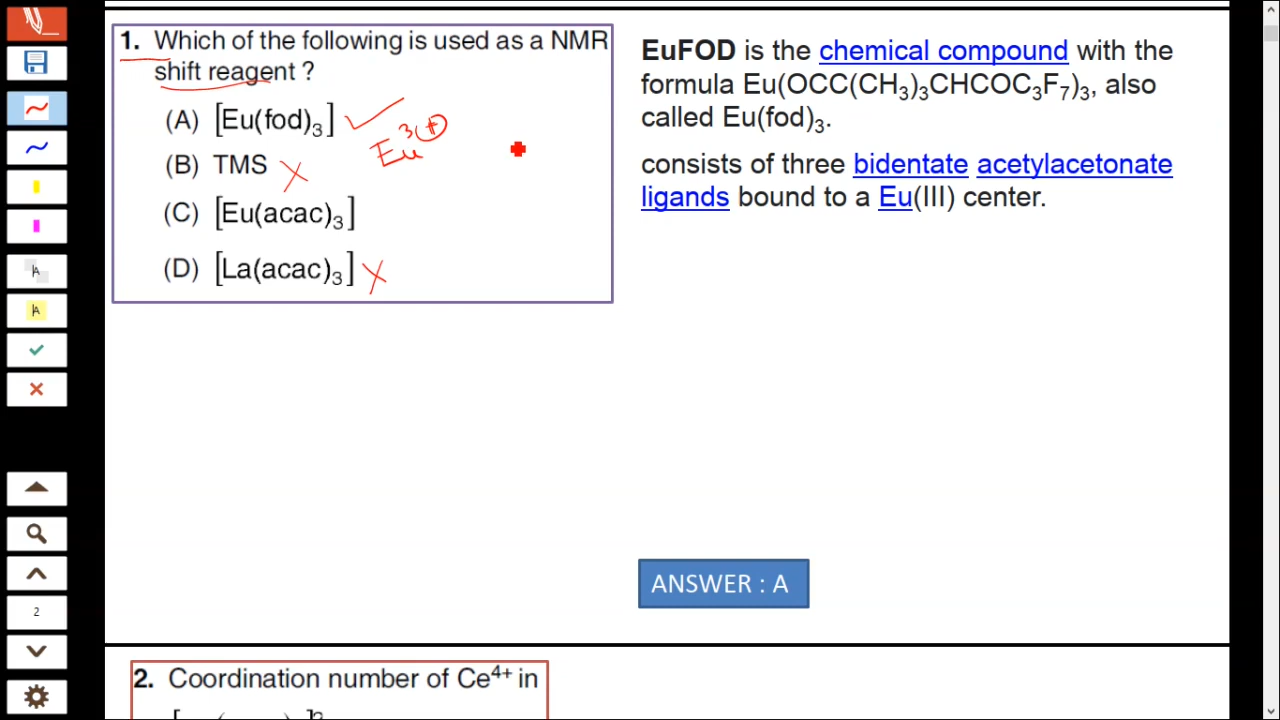 1. Which of the following is used as a NMR
shift reagent ?
(A) [Eu(fod)₃]
Eu³⁺
(B) TMS
(C) [Eu(acac)₃]
(D) [La(acac)₃]
EuFOD is the chemical compound with the
formula Eu(OCC(CH₃)₃CHCOC₃F₇)₃, also
called Eu(fod)₃.
consists of three bidentate acetylacetonate
ligands bound to a Eu(III) center.
ANSWER : A
2. Coordination number of Ce⁴⁺ in
2